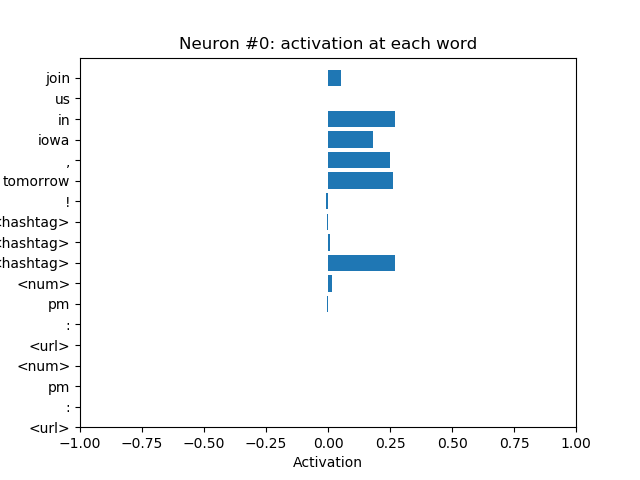 Neuron #0: activation at each word
join
us
in
iowa
,
tomorrow
!
hashtag>
hashtag>
hashtag>
<num>
pm
:
<url>
<num>
pm
:
<url>
−1.00 −0.75 −0.50 −0.25 0.00 0.25 0.50 0.75 1.00
Activation